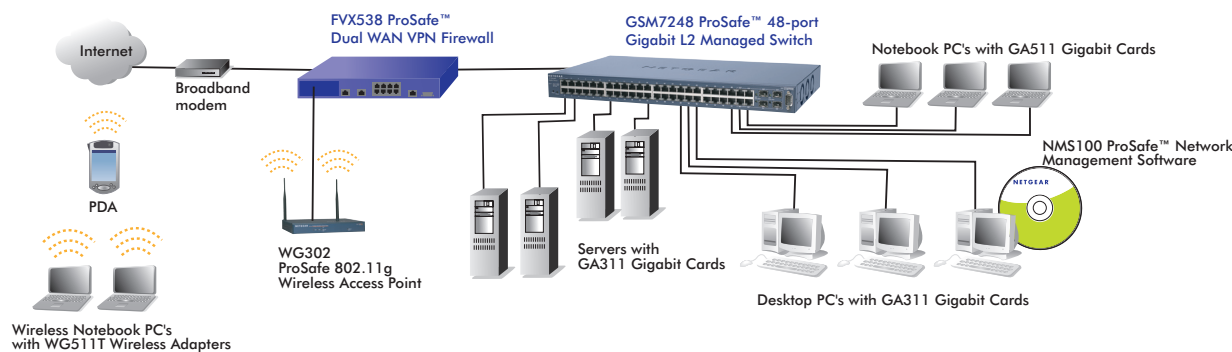 FVX538 ProSafe™
Dual WAN VPN Firewall
GSM7248 ProSafe™ 48-port
Gigabit L2 Managed Switch
Internet
Notebook PC's with GA511 Gigabit Cards
NETGEAR
Broadband
modem
NMS100 ProSafe™ Network
Management Software
NETGEAR
PDA
WG302
ProSafe 802.11g
Wireless Access Point
Servers with
GA311 Gigabit Cards
Desktop PC's with GA311 Gigabit Cards
Wireless Notebook PC's
with WG511T Wireless Adapters